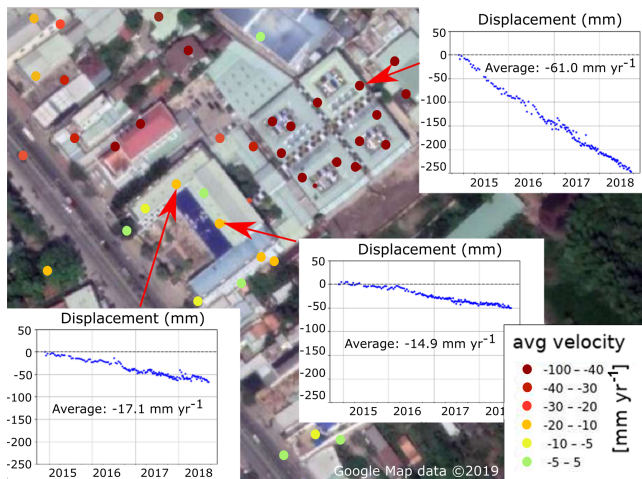 Displacement (mm)
50
0
-50
-100
-150
-200
-250
Average: -61.0 mm yr-1
2015 2016 2017 2018
Displacement (mm)
50
0
-50
-100
-150
-200
-250
Average: -14.9 mm yr-1
2015 2016 2017
Displacement (mm)
50
0
-50
-100
-150
-200
-250
Average: -17.1 mm yr-1
2015 2016 2017 2018
avg velocity
-100 - -40
-40 - -30
-30 - -20
-20 - -10
-10 - -5
-5 - 5
[mm yr-1]
Google Map data ©2019